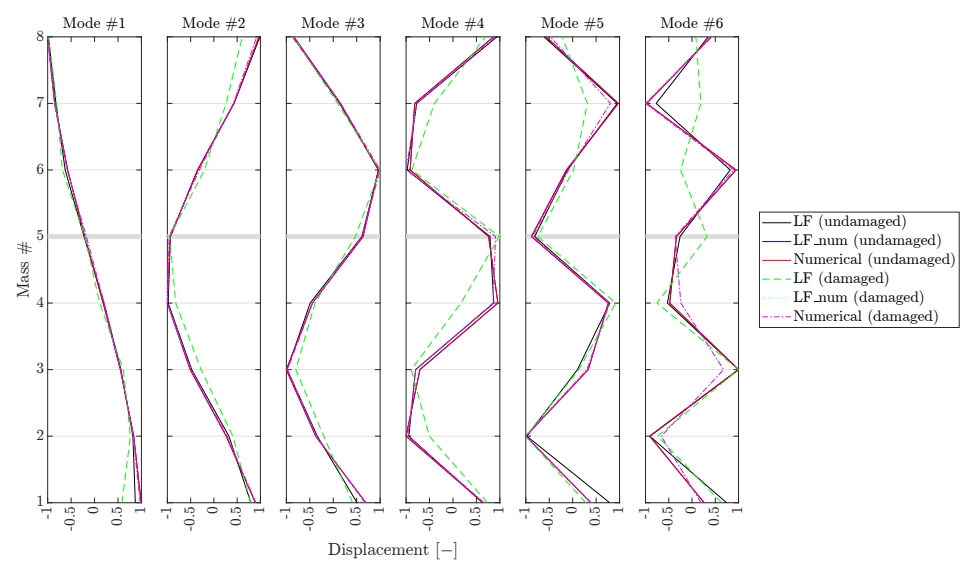 Mode #1 Mode #2 Mode #3 Mode #4 Mode #5 Mode #6
8
7
6
5
4
3
2
1
Mass #
-1 -0.5 0 0.5 1 -1 -0.5 0 0.5 1 -1 -0.5 0 0.5 1 -1 -0.5 0 0.5 1 -1 -0.5 0 0.5 1 -1 -0.5 0 0.5 1
Displacement [−]
LF (undamaged)
LF_num (undamaged)
Numerical (undamaged)
LF (damaged)
LF_num (damaged)
Numerical (damaged)